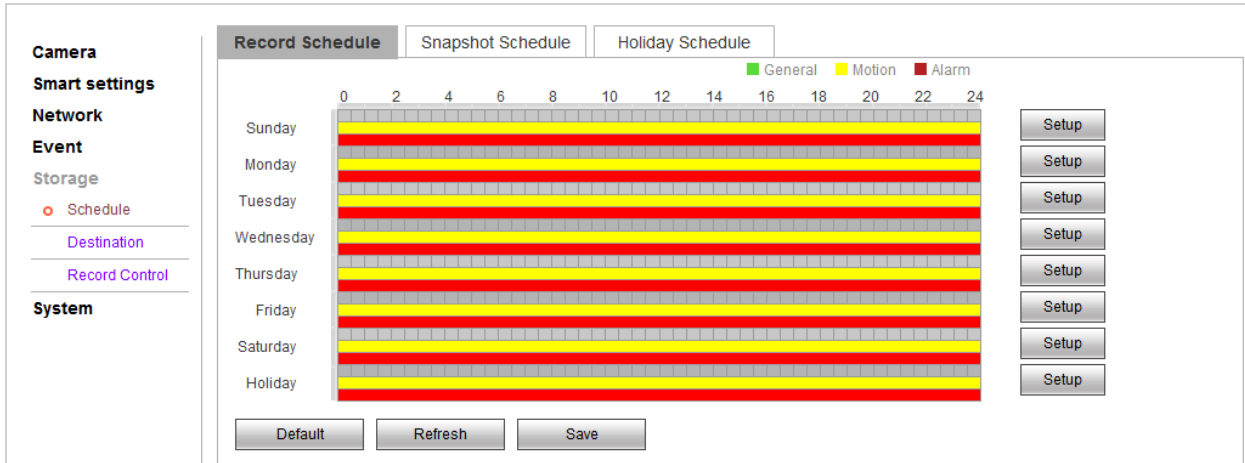 Camera
Smart settings
Network
Event
Storage
Schedule
Destination
Record Control
System
Record Schedule Snapshot Schedule Holiday Schedule
General Motion Alarm
0 2 4 6 8 10 12 14 16 18 20 22 24
Sunday Setup
Monday Setup
Tuesday Setup
Wednesday Setup
Thursday Setup
Friday Setup
Saturday Setup
Holiday Setup
Default Refresh Save